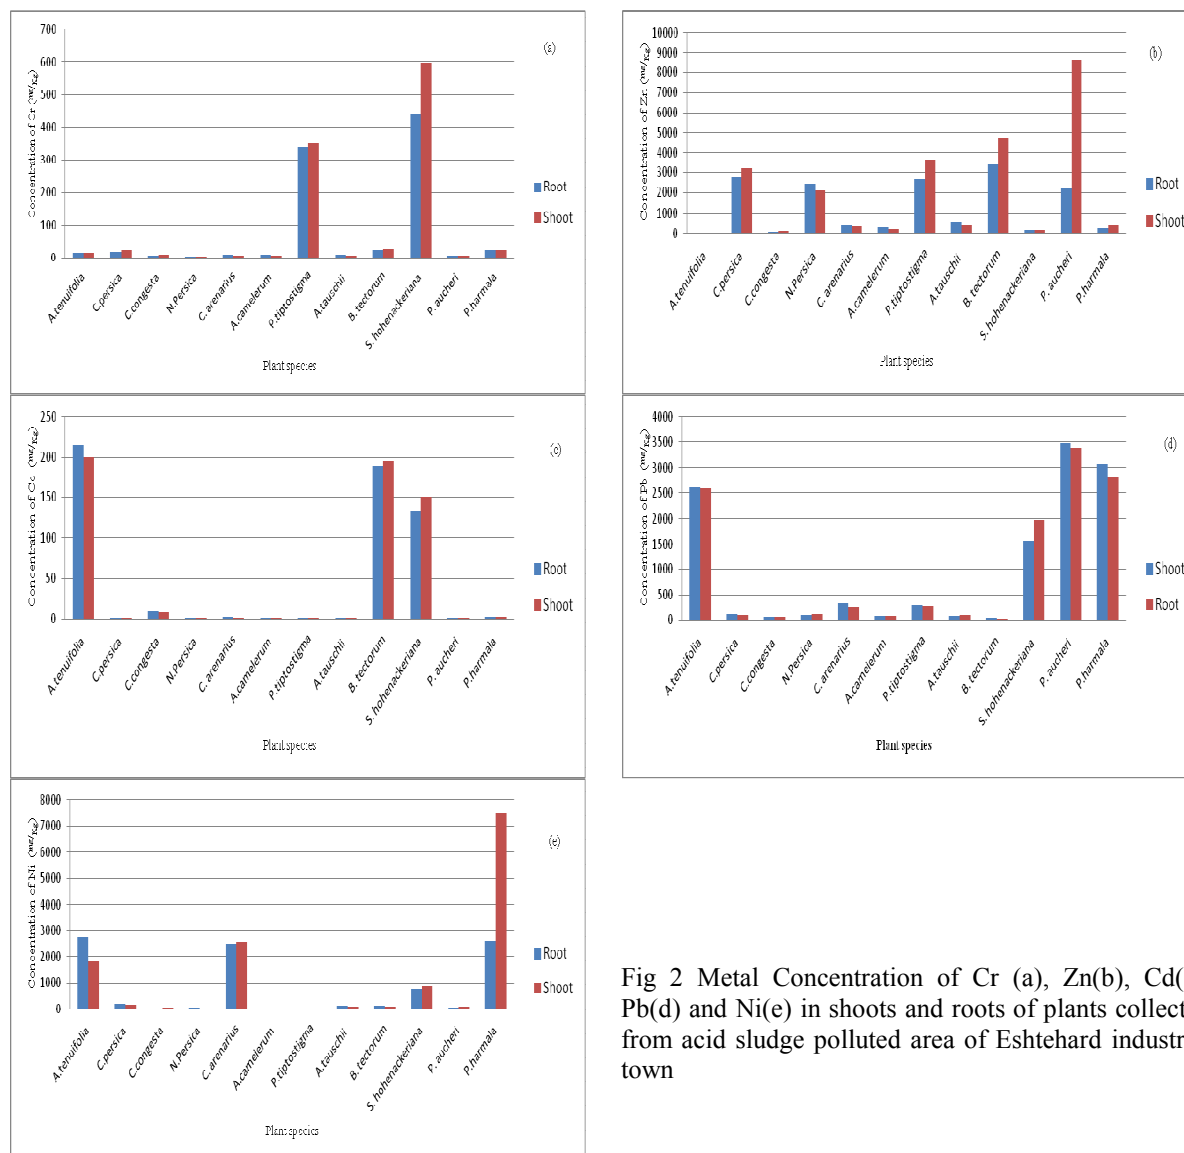 700
600
500
400
300
200
100
0
Concentration of Cr (mg/Kg)
(a)
Root
Shoot
A.tenuifolia
C.persica
C.congesta
N.Persica
C. arenarius
A.camelerum
P.tiptostigma
A.tauschii
B. tectorum
S. hohenackeriana
P. aucheri
P.harmala
Plant species
10000
9000
8000
7000
6000
5000
4000
3000
2000
1000
0
Concentration of Zn (mg/Kg)
(b)
Root
Shoot
A.tenuifolia
C.persica
C.congesta
N.Persica
C. arenarius
A.camelerum
P.tiptostigma
A.tauschii
B. tectorum
S. hohenackeriana
P. aucheri
P.harmala
Plant species
250
200
150
100
50
0
Concentration of Cd (mg/Kg)
(c)
Root
Shoot
A.tenuifolia
C.persica
C.congesta
N.Persica
C. arenarius
A.camelerum
P.tiptostigma
A.tauschii
B. tectorum
S. hohenackeriana
P. aucheri
P.harmala
Plant species
4000
3500
3000
2500
2000
1500
1000
500
0
Concentration of Pb (mg/Kg)
(d)
Shoot
Root
A.tenuifolia
C.persica
C.congesta
N.Persica
C. arenarius
A.camelerum
P.tiptostigma
A.tauschii
B. tectorum
S. hohenackeriana
P. aucheri
P.harmala
Plant species
8000
7000
6000
5000
4000
3000
2000
1000
0
Concentration of Ni (mg/Kg)
(e)
Root
Shoot
A.tenuifolia
C.persica
C.congesta
N.Persica
C. arenarius
A.camelerum
P.tiptostigma
A.tauschii
B. tectorum
S. hohenackeriana
P. aucheri
P.harmala
Plant species
Fig 2 Metal Concentration of Cr (a), Zn(b), Cd(
Pb(d) and Ni(e) in shoots and roots of plants collect
from acid sludge polluted area of Eshtehard industr
town